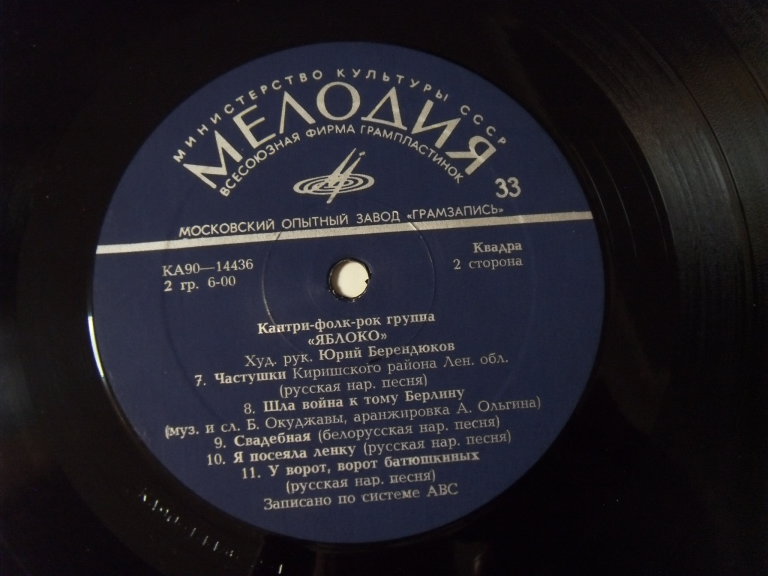 МИНИСТЕРСТВО КУЛЬТУРЫ СССР
МЕЛОДИЯ
ВСЕСОЮЗНАЯ ФИРМА ГРАМПЛАСТИНОК
33
МОСКОВСКИЙ ОПЫТНЫЙ ЗАВОД «ГРАМЗАПИСЬ»
КА90—14436
2 гр. 6-00
Квадра
2 сторона
Кантри-фолк-рок группа
«ЯБЛОКО»
Худ. рук. Юрий Берендюков
7. Частушки Киришского района Лен. обл.
(русская нар. песня)
8. Шла война к тому Берлину
(муз. и сл. Б. Окуджавы, аранжировка А. Ольгина)
9. Свадебная (белорусская нар. песня)
10. Я посеяла ленку (русская нар. песня)
11. У ворот, ворот батюшкиных
(русская нар. песня)
Записано по системе АВС